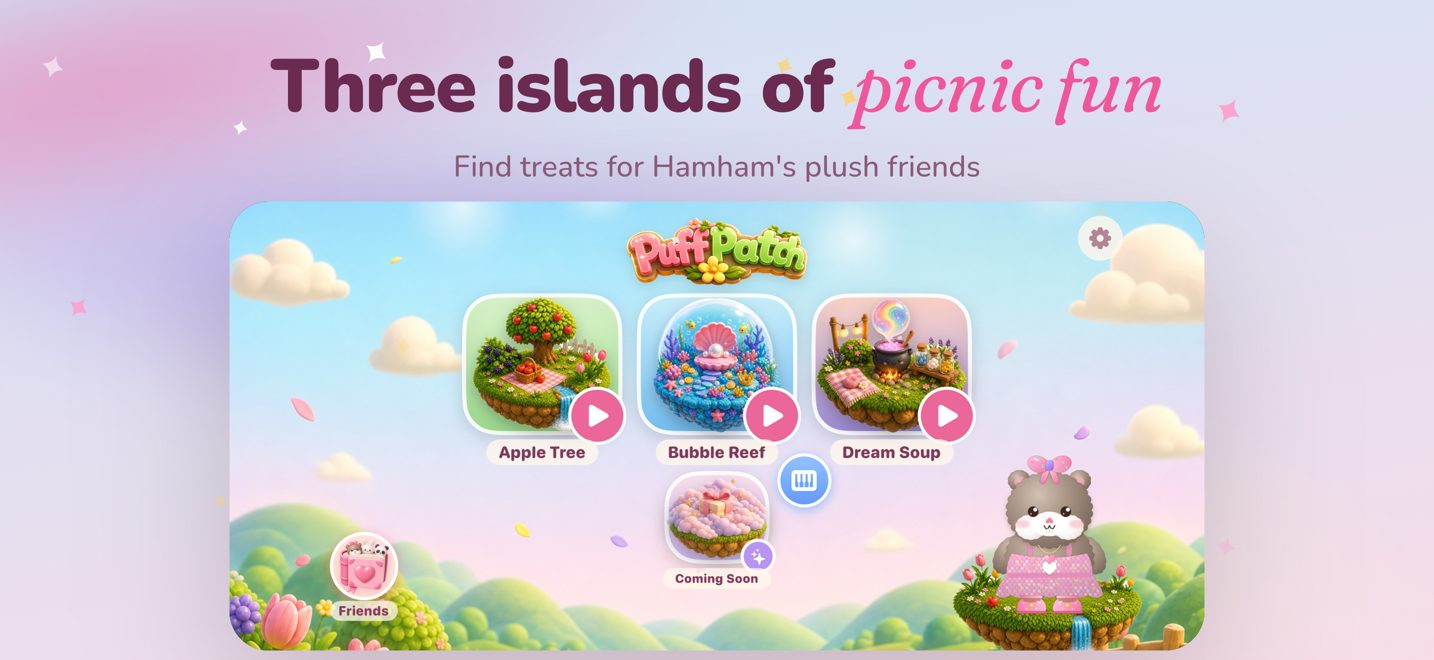 Three islands of picnic fun
Find treats for Hamham's plush friends
Puff Patch
Apple Tree
Bubble Reef
Dream Soup
Coming Soon
Friends